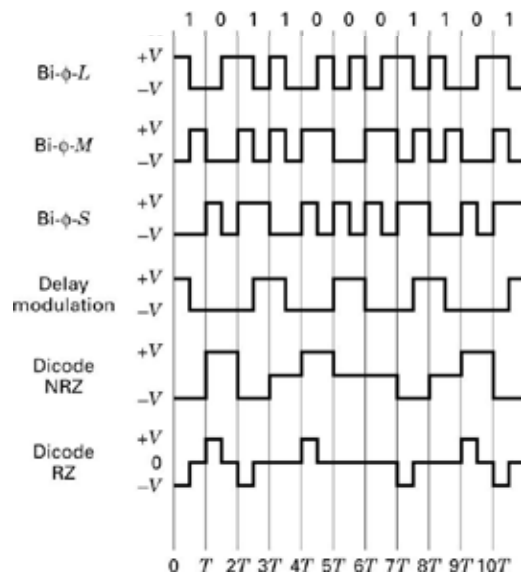 1 0 1 1 0 0 0 1 1 0 1
Bi-ϕ-L +V
−V
Bi-ϕ-M +V
−V
Bi-ϕ-S +V
−V
Delay
modulation
+V
−V
Dicode
NRZ
+V
−V
Dicode
RZ
+V
0
−V
0 T 2T 3T 4T 5T 6T 7T 8T 9T 10T